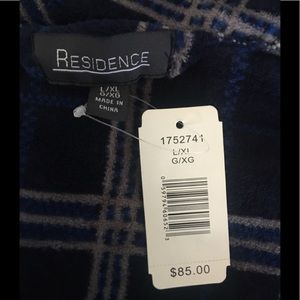 RESIDENCE
L/XL
G/XG
MADE IN
CHINA
1752741
L/XL
G/XG
$85.00